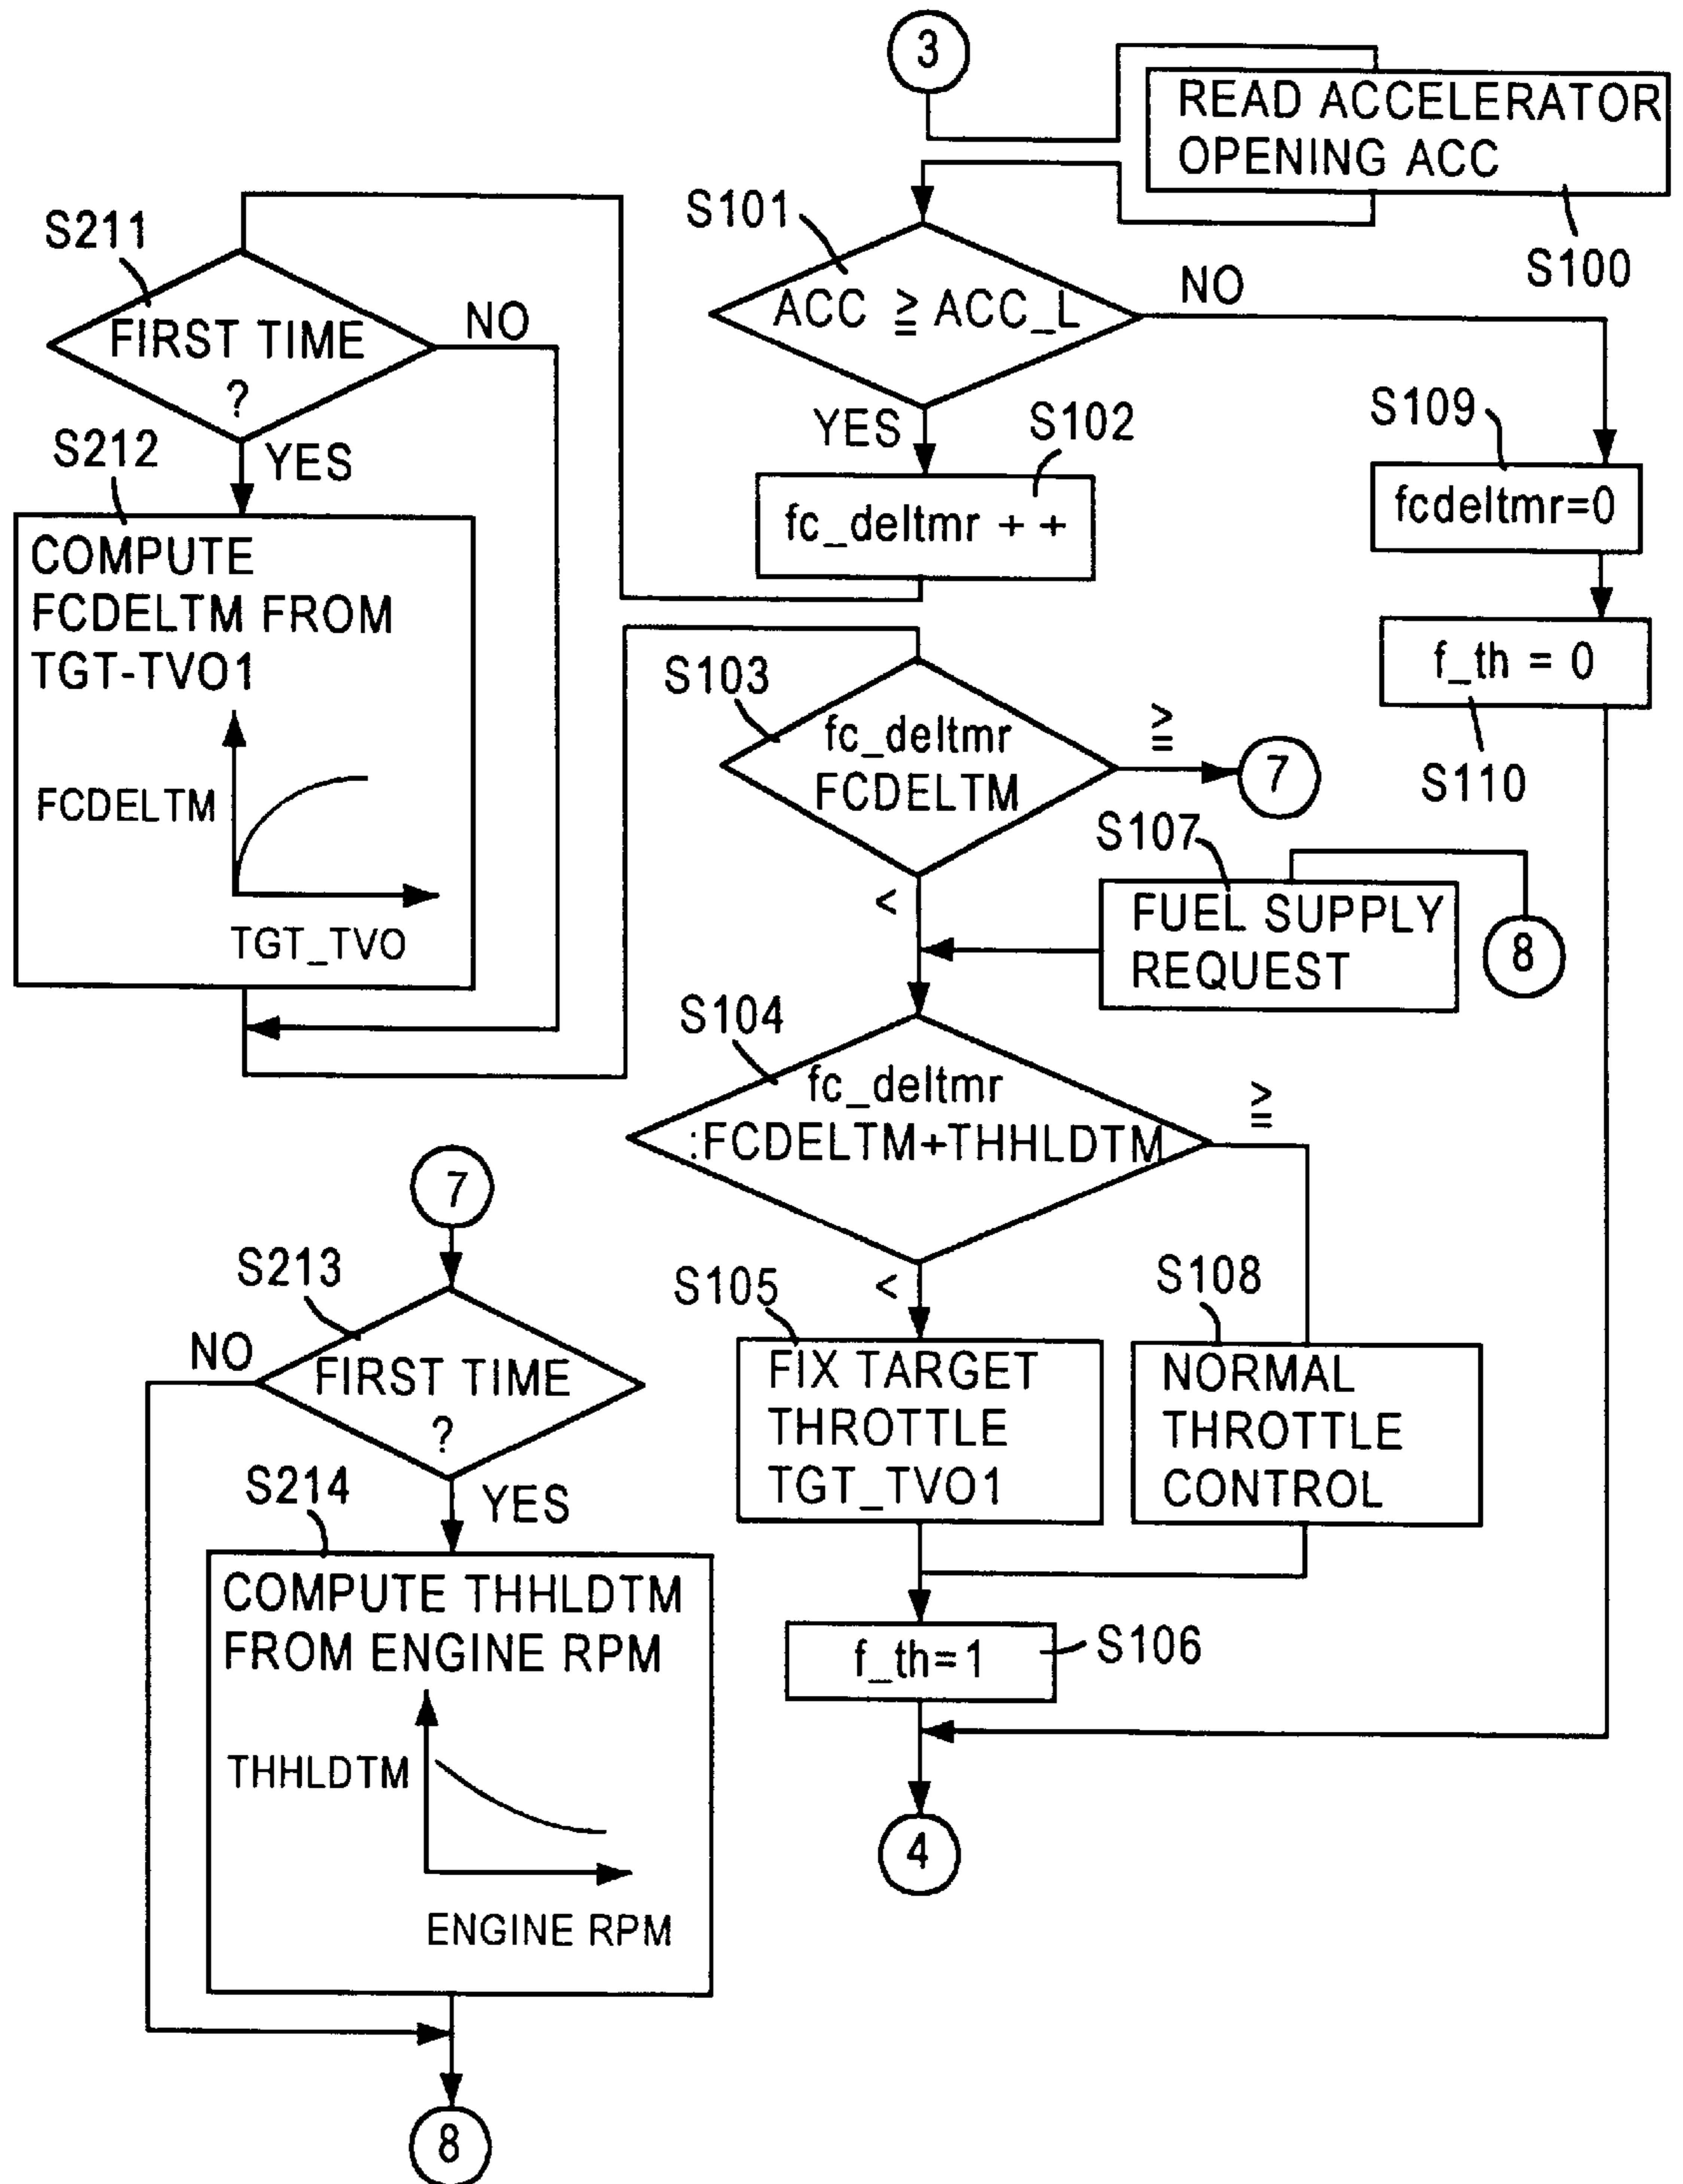 3
READ ACCELERATOR
OPENING ACC
S100
S101
ACC ≧ ACC_L
NO
YES
S102
fc_deltmr + +
S109
fcdeltmr=0
f_th = 0
S110
S211
FIRST TIME
?
NO
YES
S212
COMPUTE
FCDELTM FROM
TGT-TVO1
FCDELTM
TGT_TVO
S103
fc_deltmr
FCDELTM
≧
7
<
S107
FUEL SUPPLY
REQUEST
8
S104
fc_deltmr
:FCDELTM+THHLDTM
≧
<
S105
FIX TARGET
THROTTLE
TGT_TVO1
S108
NORMAL
THROTTLE
CONTROL
f_th=1
S106
4
7
S213
NO
FIRST TIME
?
YES
S214
COMPUTE THHLDTM
FROM ENGINE RPM
THHLDTM
ENGINE RPM
8